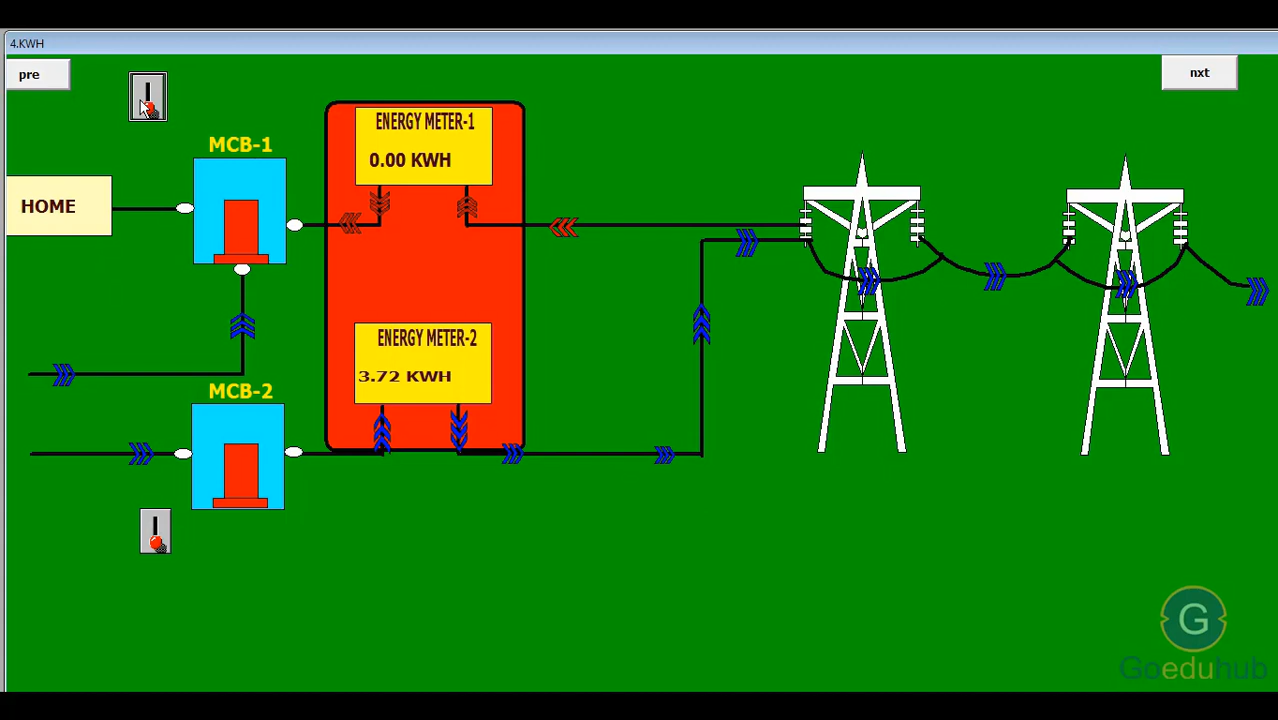 4.KWH
pre
nxt
ENERGY METER-1
0.00 KWH
MCB-1
HOME
ENERGY METER-2
3.72 KWH
MCB-2
G
Goeduhub